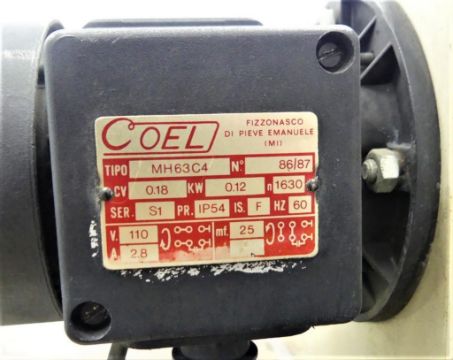 COEL
FIZZONASCO
DI PIEVE EMANUELE
(MI)
TIPO MH63C4 N° 86/87
CV 0.18 KW 0.12 n 1630
SER. S1 PR. IP54 IS. F HZ 60
V. 110 mf. 25
A 2.8